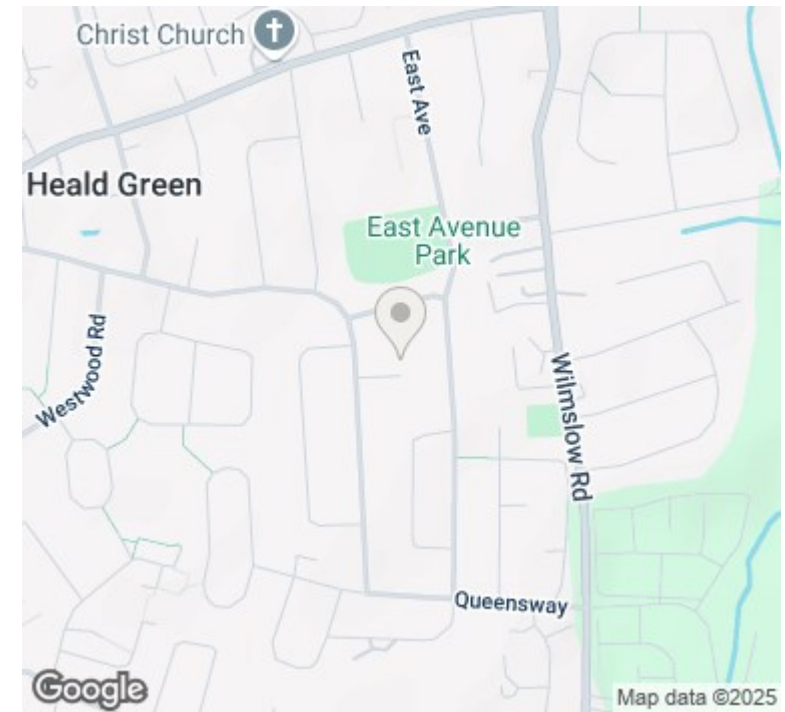 Christ Church
East Ave
Heald Green
East Avenue
Park
Westwood Rd
Wilmslow Rd
Queensway
Google
Map data ©2025